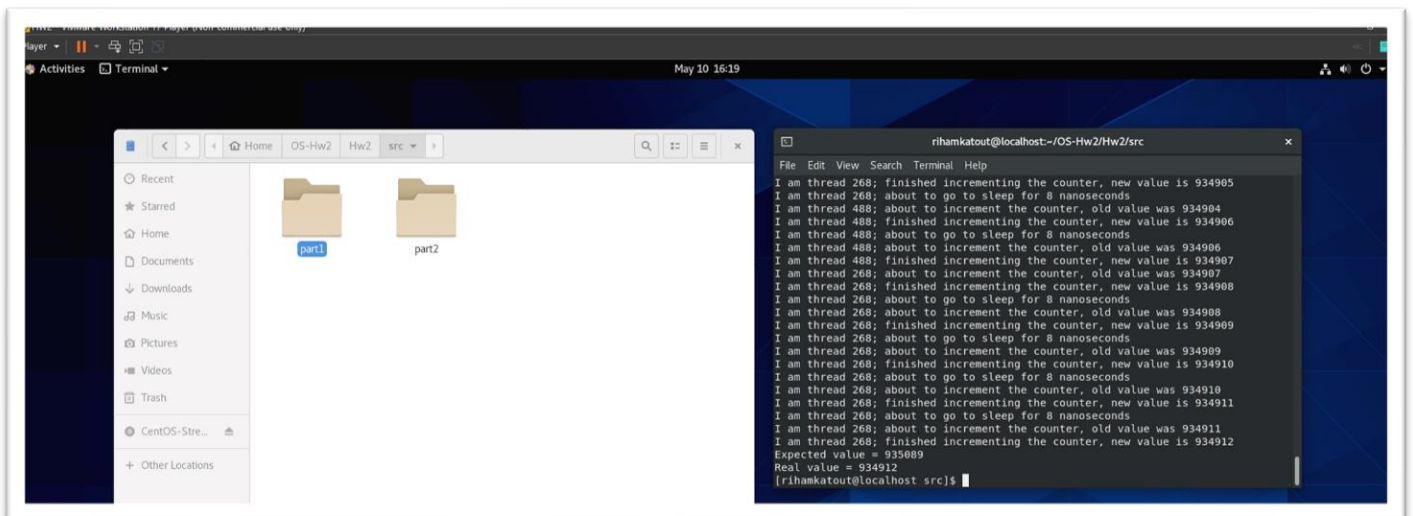 HW2 - VMware Workstation 17 Player (Non-commercial use only)
layer
Activities
Terminal
May 10 16:19
Home
OS-Hw2
Hw2
src
Recent
Starred
Home
Documents
Downloads
Music
Pictures
Videos
Trash
CentOS-Stre...
+ Other Locations
part1
part2
rihamkatout@localhost:~/OS-Hw2/Hw2/src
File Edit View Search Terminal Help
I am thread 268; finished incrementing the counter, new value is 934905
I am thread 268; about to go to sleep for 8 nanoseconds
I am thread 488; about to increment the counter, old value was 934904
I am thread 488; finished incrementing the counter, new value is 934906
I am thread 488; about to go to sleep for 8 nanoseconds
I am thread 488; about to increment the counter, old value was 934906
I am thread 488; finished incrementing the counter, new value is 934907
I am thread 268; about to increment the counter, old value was 934907
I am thread 268; finished incrementing the counter, new value is 934908
I am thread 268; about to go to sleep for 8 nanoseconds
I am thread 268; about to increment the counter, old value was 934908
I am thread 268; finished incrementing the counter, new value is 934909
I am thread 268; about to go to sleep for 8 nanoseconds
I am thread 268; about to increment the counter, old value was 934909
I am thread 268; finished incrementing the counter, new value is 934910
I am thread 268; about to go to sleep for 8 nanoseconds
I am thread 268; about to increment the counter, old value was 934910
I am thread 268; finished incrementing the counter, new value is 934911
I am thread 268; about to go to sleep for 8 nanoseconds
I am thread 268; about to increment the counter, old value was 934911
I am thread 268; finished incrementing the counter, new value is 934912
Expected value = 935089
Real value = 934912
[rihamkatout@localhost src]$